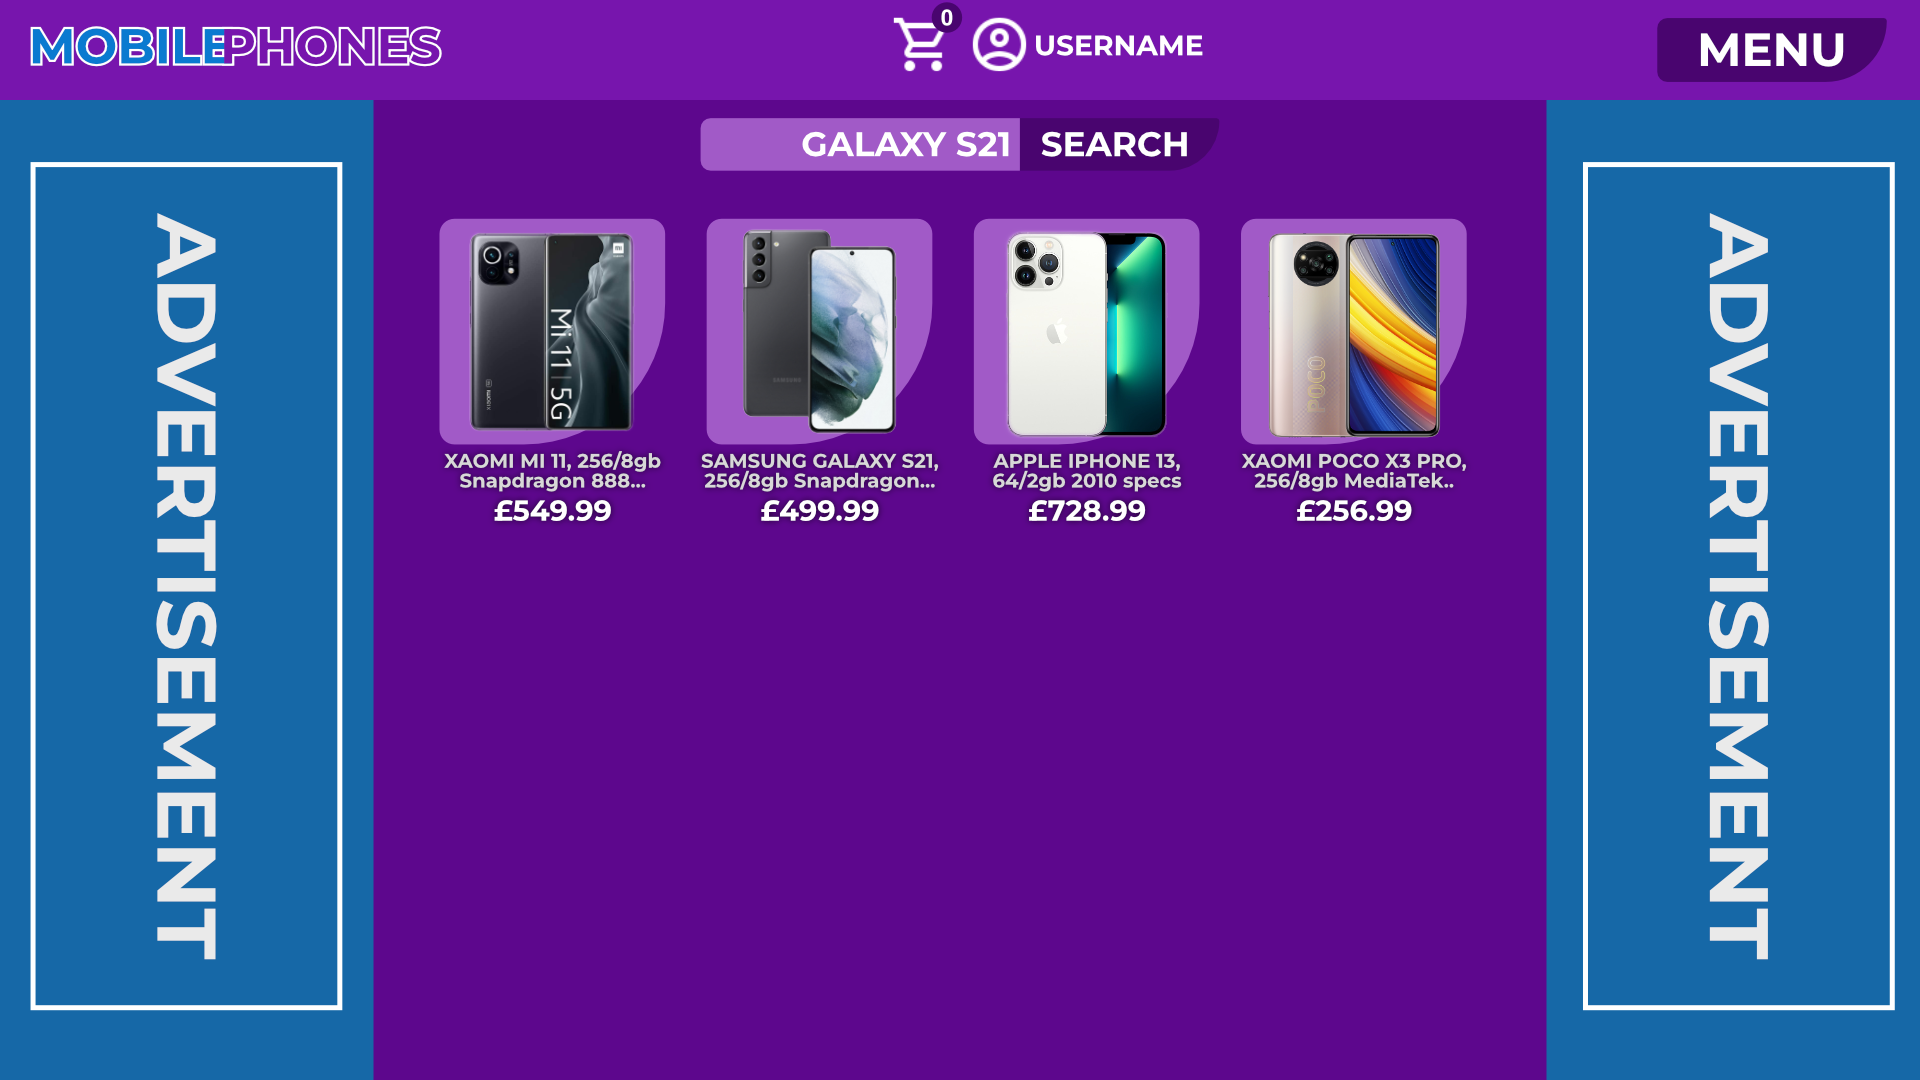 MOBILEPHONES
0
USERNAME
MENU
GALAXY S21
SEARCH
ADVERTISEMENT
ADVERTISEMENT
Mi 11 | 5G
mi
SAMSUNG
POCO
XAOMI MI 11, 256/8gb
Snapdragon 888...
£549.99
SAMSUNG GALAXY S21,
256/8gb Snapdragon...
£499.99
APPLE IPHONE 13,
64/2gb 2010 specs
£728.99
XAOMI POCO X3 PRO,
256/8gb MediaTek..
£256.99